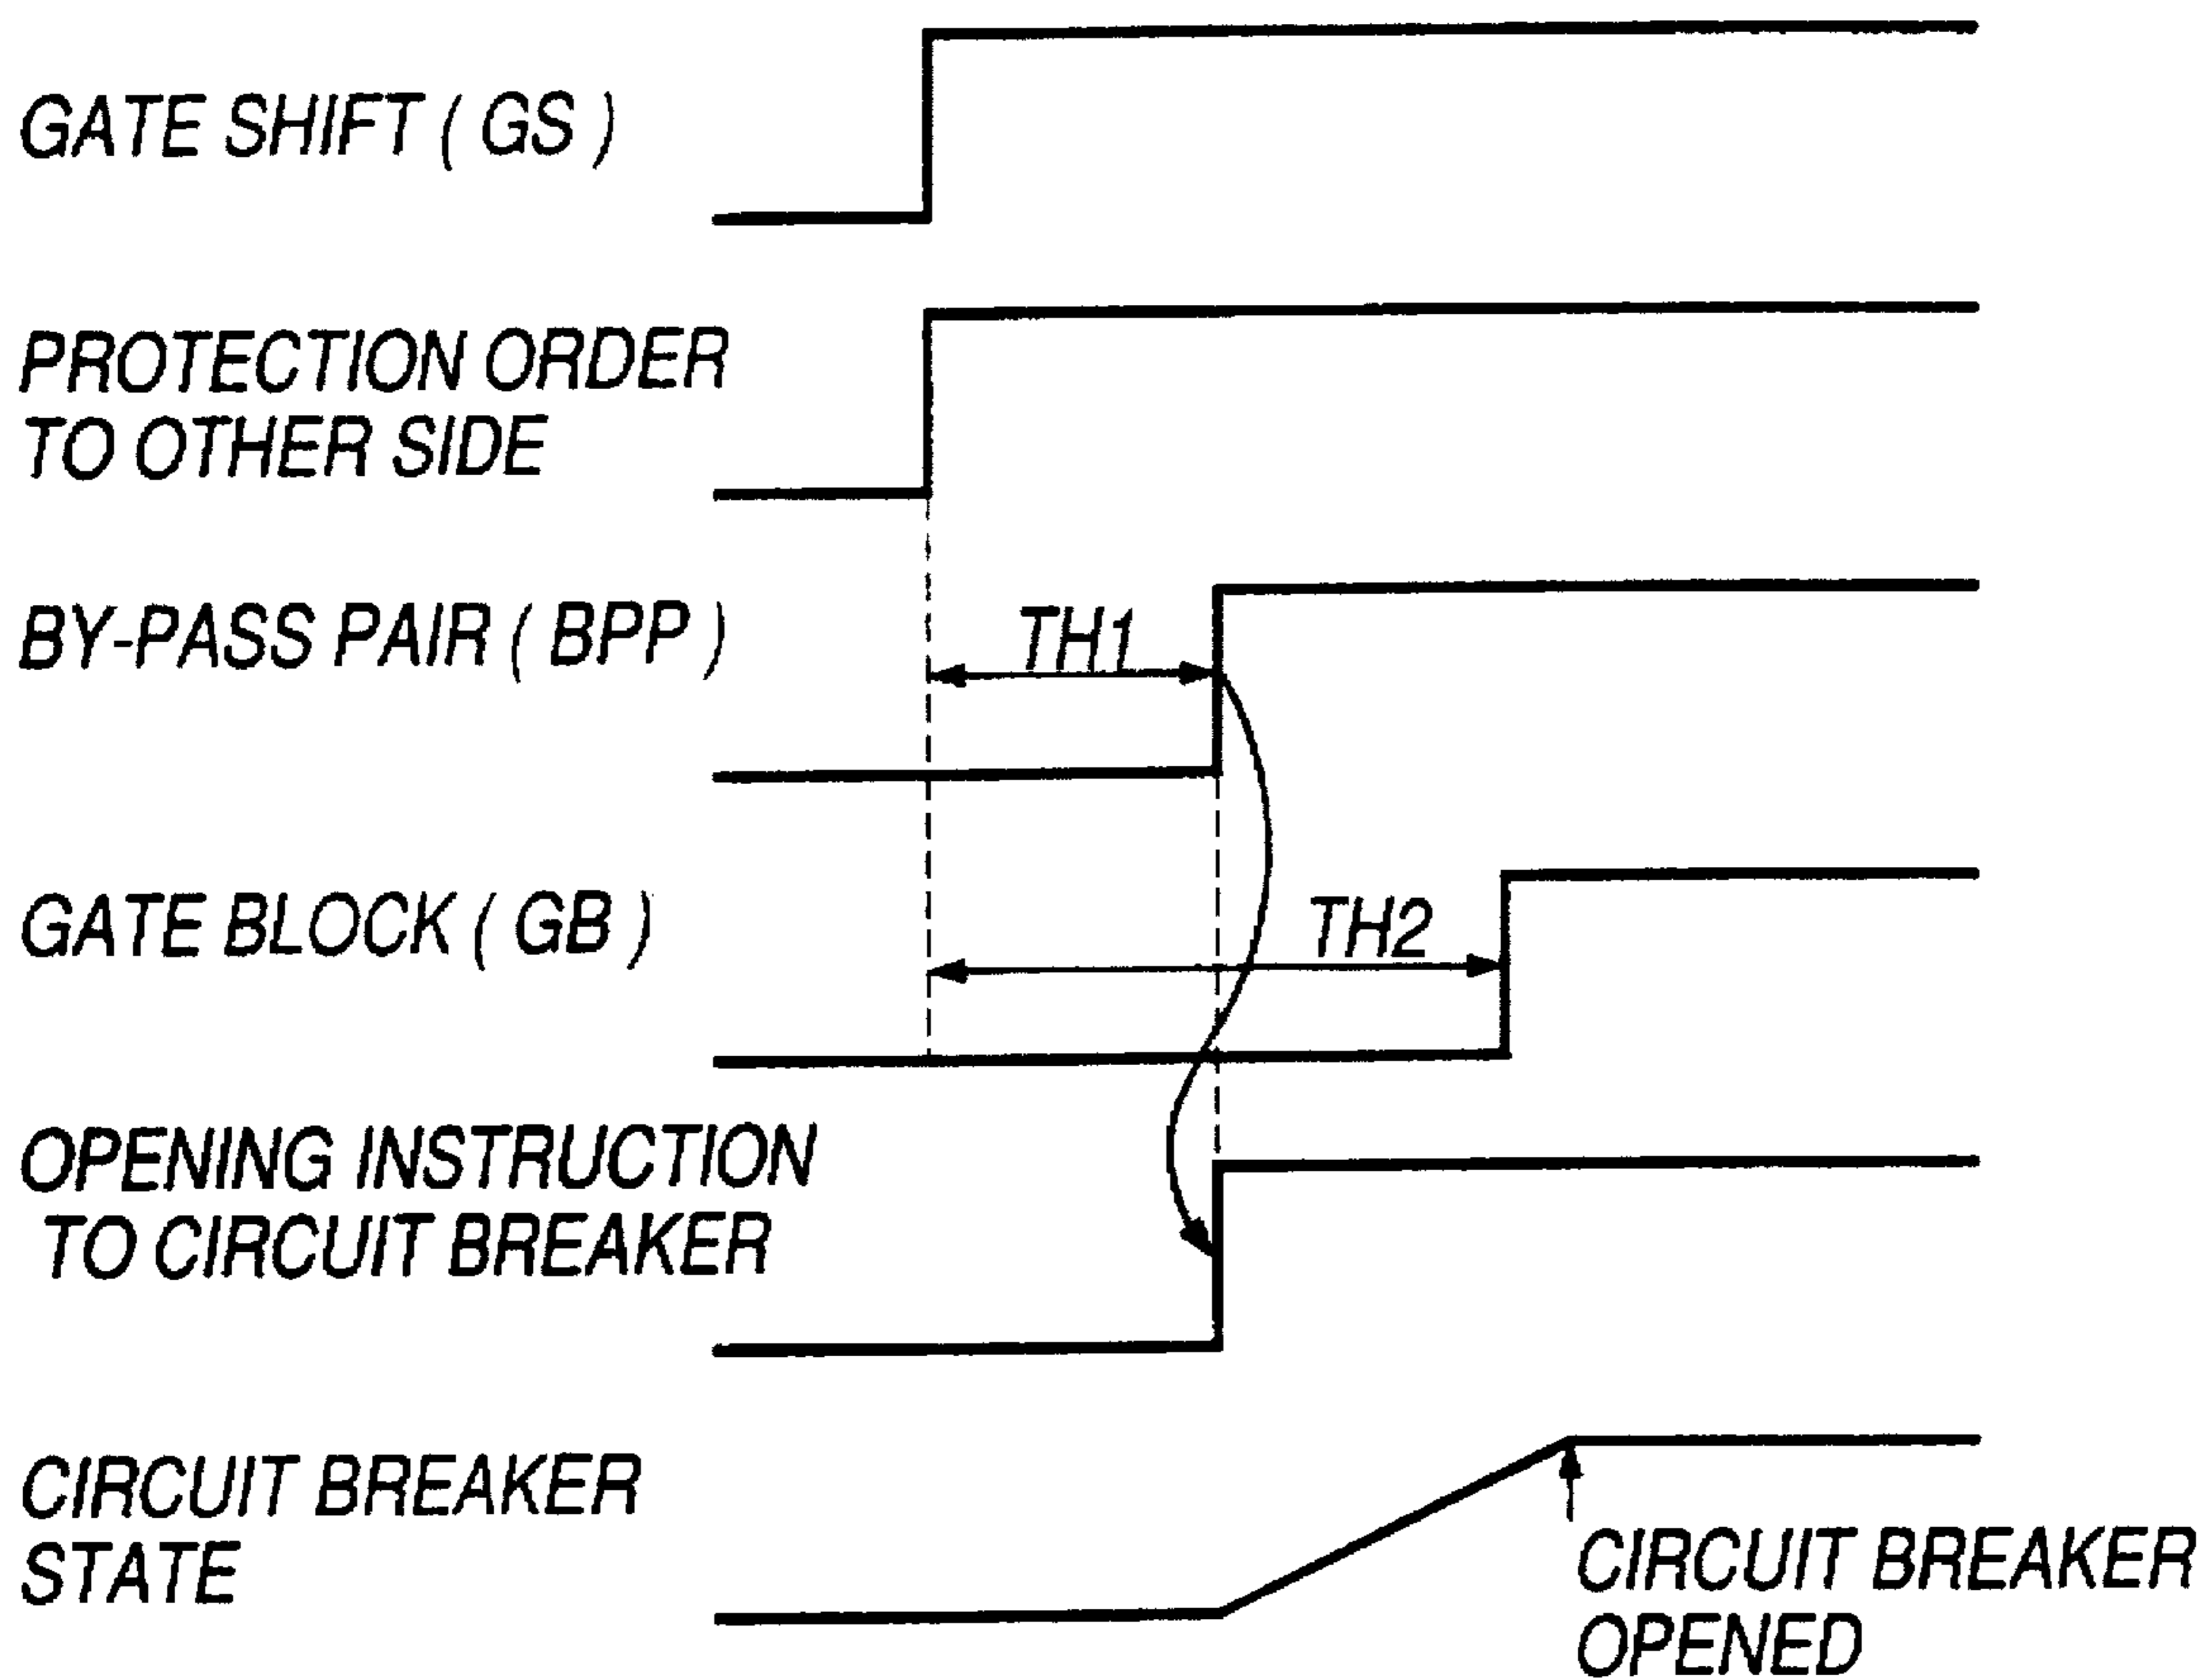 GATE SHIFT ( GS )
PROTECTION ORDER
TO OTHER SIDE
BY-PASS PAIR ( BPP )
TH1
GATE BLOCK ( GB )
TH2
OPENING INSTRUCTION
TO CIRCUIT BREAKER
CIRCUIT BREAKER
STATE
CIRCUIT BREAKER
OPENED